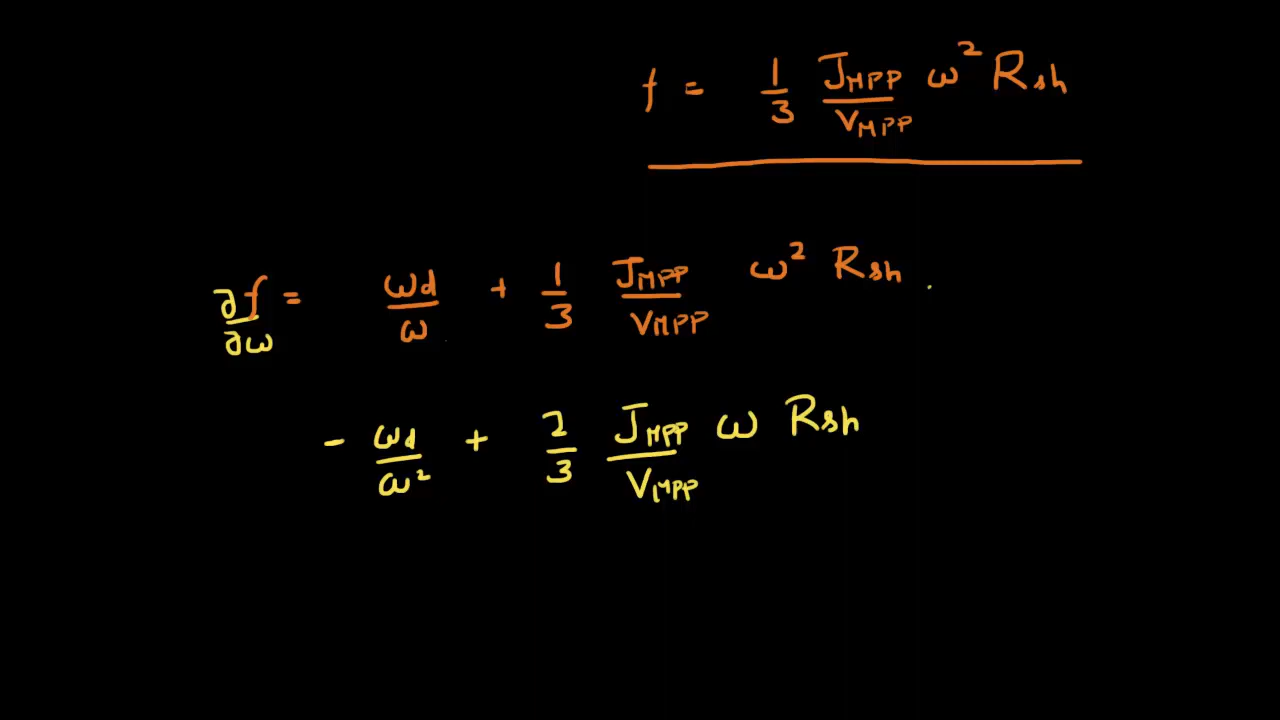 f = 1/3 J_MPP/V_MPP ω² R_sh
∂f/∂ω = ω_d/ω + 1/3 J_MPP/V_MPP ω² R_sh .
- ω_d/ω² + 2/3 J_MPP/V_MPP ω R_sh